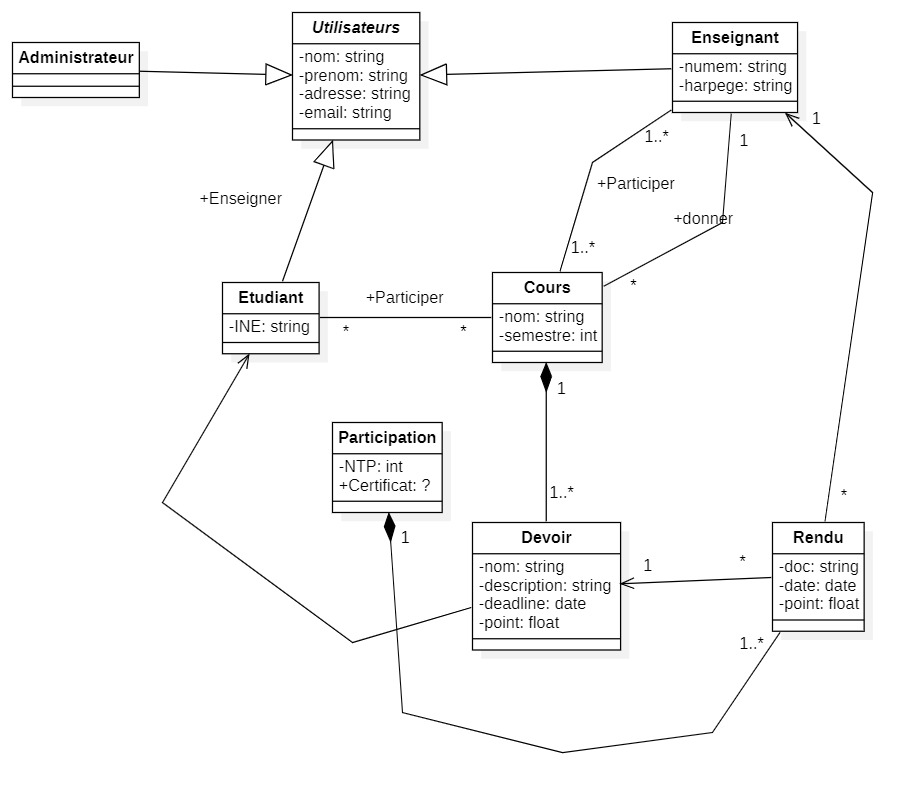 Administrateur
Utilisateurs
-nom: string
-prenom: string
-adresse: string
-email: string
Enseignant
-numem: string
-harpege: string
1
1..*
1
+Participer
+donner
1..*
*
+Enseigner
Etudiant
-INE: string
+Participer
*
*
Cours
-nom: string
-semestre: int
1
1..*
Participation
-NTP: int
+Certificat: ?
1
Devoir
-nom: string
-description: string
-deadline: date
-point: float
1
*
*
Rendu
-doc: string
-date: date
-point: float
1..*